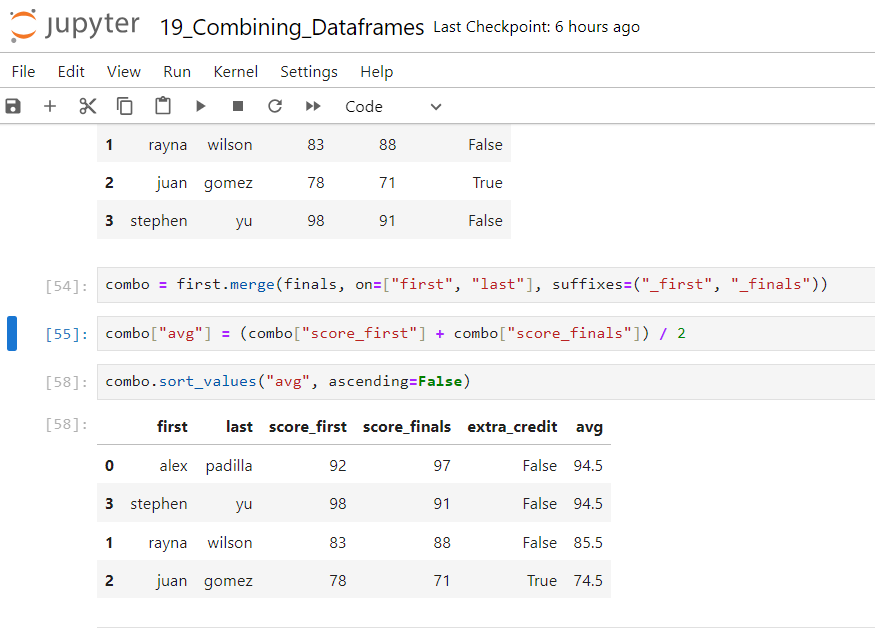 jupyter 19_Combining_Dataframes Last Checkpoint: 6 hours ago
File Edit View Run Kernel Settings Help
Code
1 rayna wilson 83 88 False
2 juan gomez 78 71 True
3 stephen yu 98 91 False
[54]: combo = first.merge(finals, on=["first", "last"], suffixes=("_first", "_finals"))
[55]: combo["avg"] = (combo["score_first"] + combo["score_finals"]) / 2
[58]: combo.sort_values("avg", ascending=False)
[58]: first last score_first score_finals extra_credit avg
0 alex padilla 92 97 False 94.5
3 stephen yu 98 91 False 94.5
1 rayna wilson 83 88 False 85.5
2 juan gomez 78 71 True 74.5